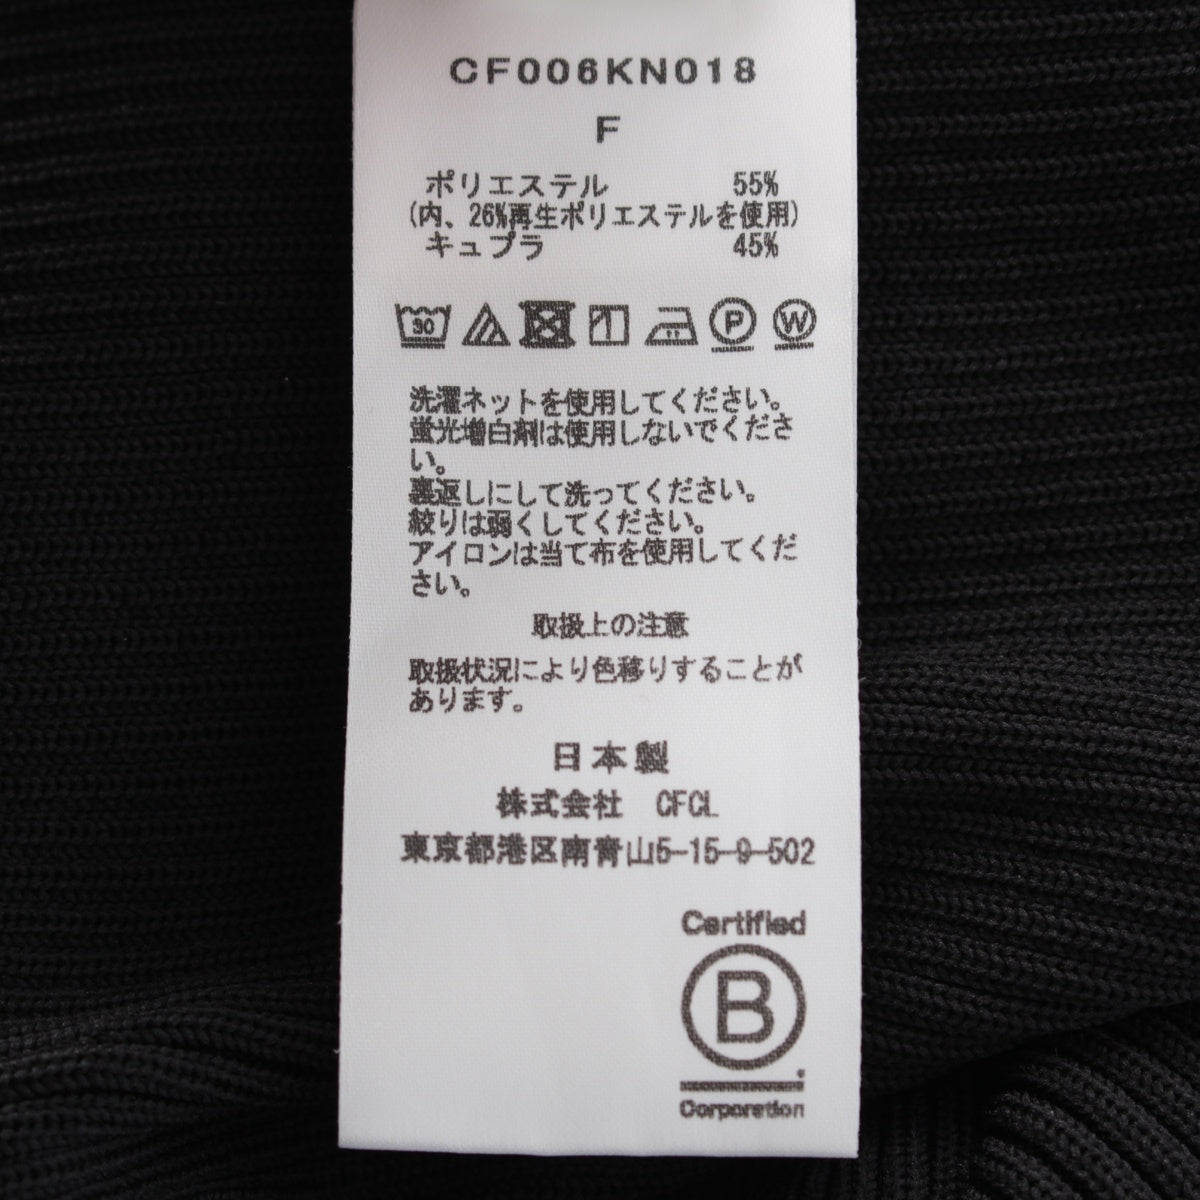 CF006KN018
F
ポリエステル 55%
(内、26%再生ポリエステルを使用)
キュプラ 45%
30 P W
洗濯ネットを使用してください。
蛍光増白剤は使用しないでくださ
い。
裏返しにして洗ってください。
絞りは弱くしてください。
アイロンは当て布を使用してくだ
さい。
取扱上の注意
取扱状況により色移りすることが
あります。
日本製
株式会社 CFCL
東京都港区南青山5-15-9-502
Certified
B
Corporation